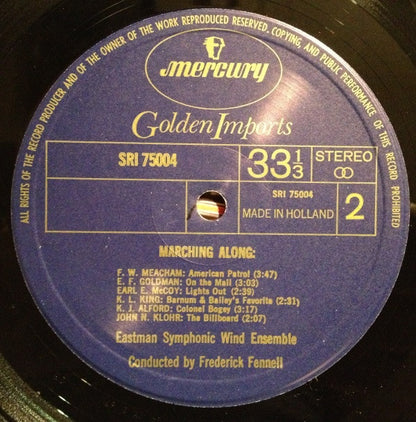 ALL RIGHTS OF THE RECORD PRODUCER AND OF THE OWNER OF THE WORK REPRODUCED RESERVED. COPYING, AND PUBLIC PERFORMANCE OF THIS RECORD PROHIBITED
mercury
Golden Imports
SRI 75004
33 1/3
STEREO
SRI 75004
MADE IN HOLLAND
2
MARCHING ALONG:
F. W. MEACHAM: American Patrol (3:47)
E. F. GOLDMAN: On the Mall (3:03)
EARL E. McCOY: Lights Out (2:39)
K. L. KING: Barnum & Bailey's Favorite (2:31)
K. J. ALFORD: Colonel Bogey (3:17)
JOHN N. KLOHR: The Billboard (2:07)
Eastman Symphonic Wind Ensemble
Conducted by Frederick Fennell